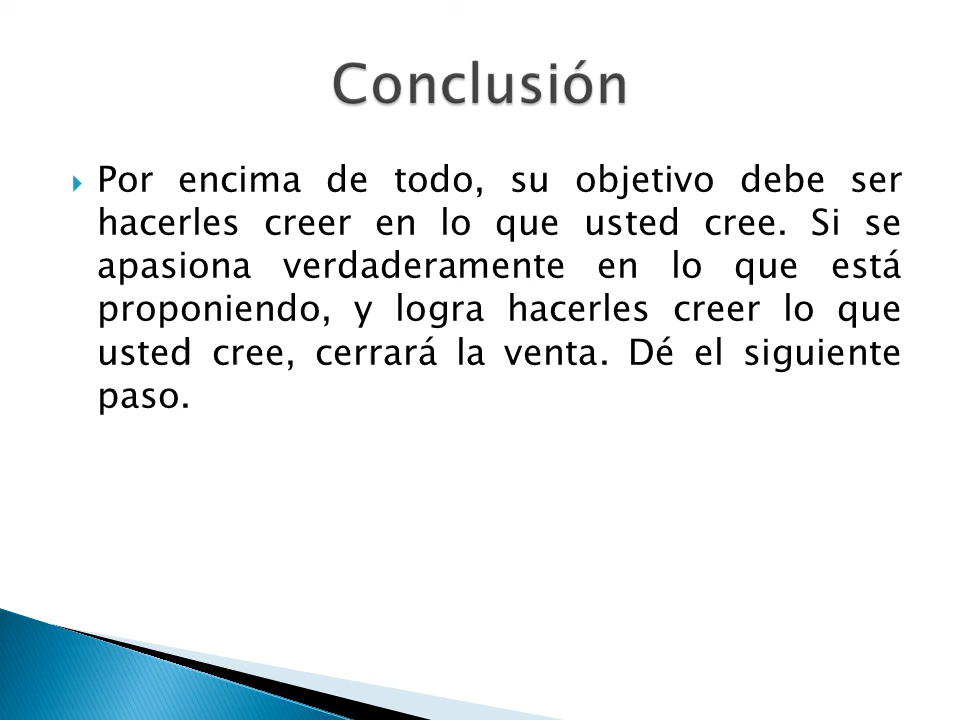 Conclusión
Por encima de todo, su objetivo debe ser
hacerles creer en lo que usted cree. Si se
apasiona verdaderamente en lo que está
proponiendo, y logra hacerles creer lo que
usted cree, cerrará la venta. Dé el siguiente
paso.